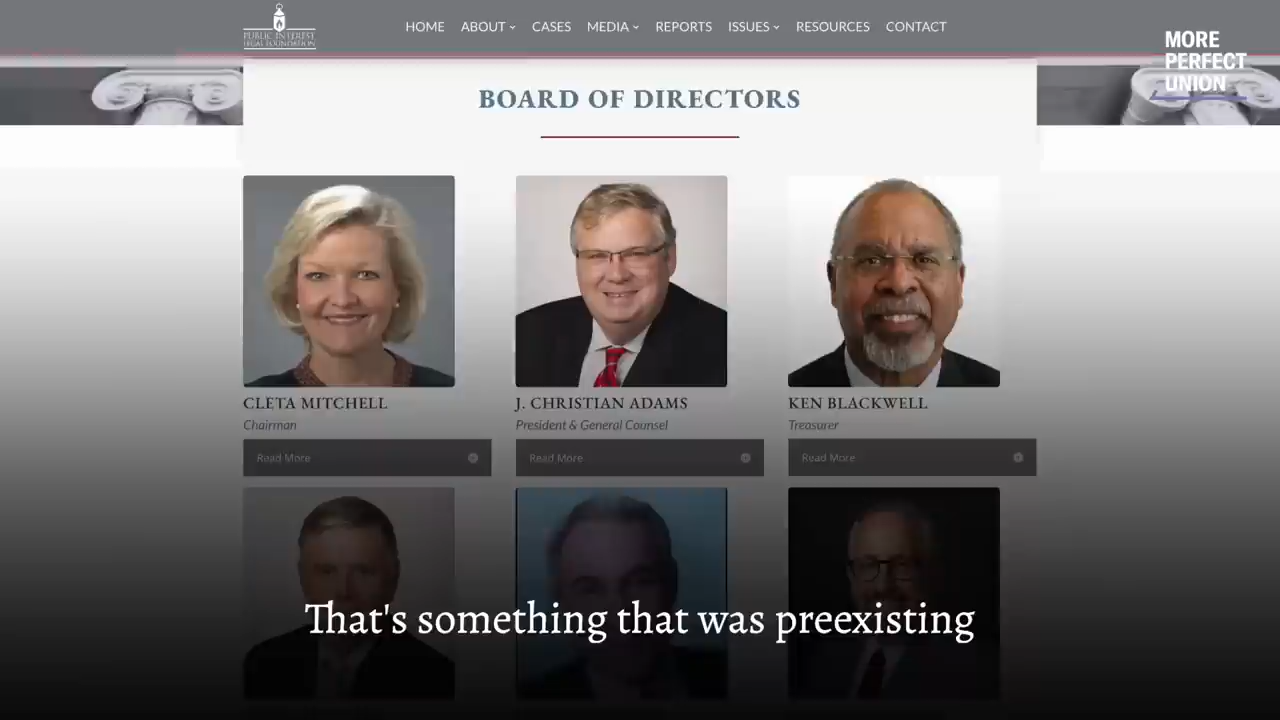 PUBLIC INTEREST
LEGAL FOUNDATION
HOME ABOUT CASES MEDIA REPORTS ISSUES RESOURCES CONTACT
MORE
PERFECT
UNION
BOARD OF DIRECTORS
CLETA MITCHELL
Chairman
Read More
J. CHRISTIAN ADAMS
President & General Counsel
Read More
KEN BLACKWELL
Treasurer
Read More
That's something that was preexisting